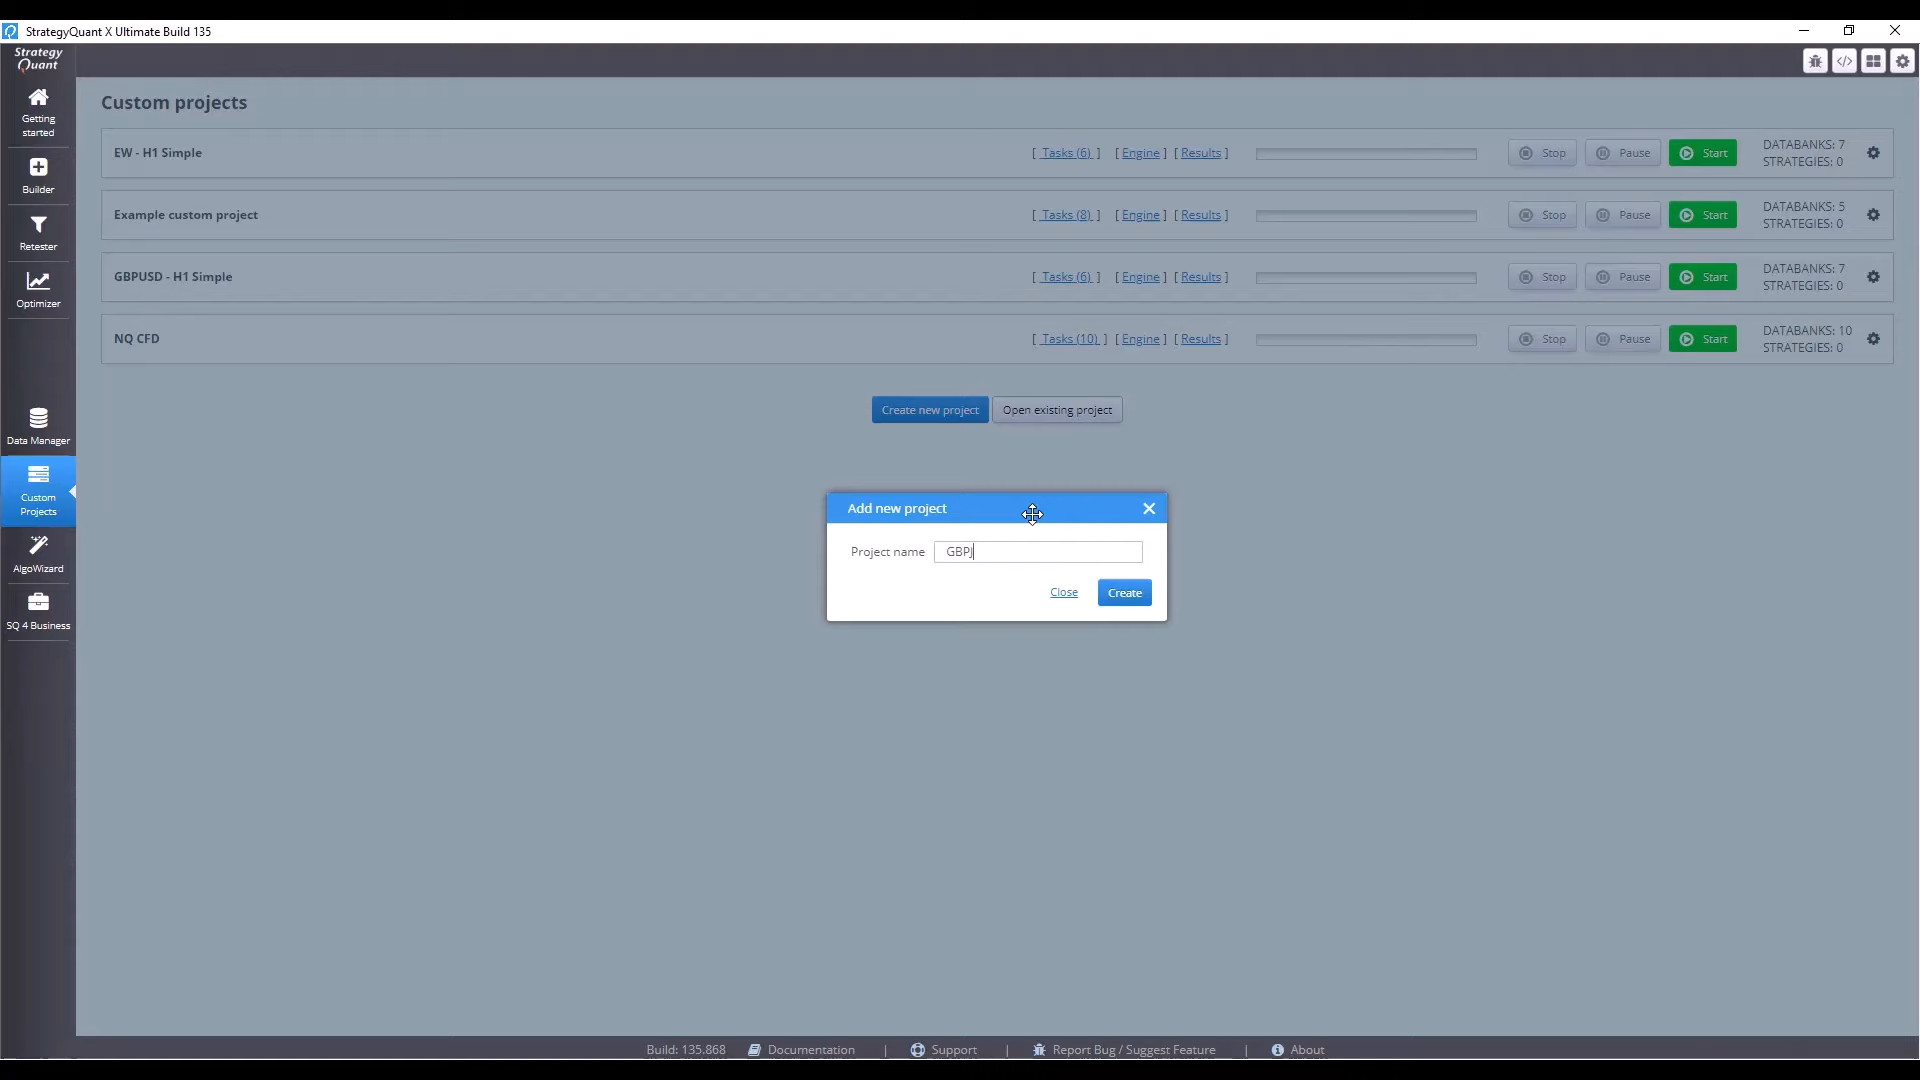 StrategyQuant X Ultimate Build 135
Strategy
Quant
Getting
started
Builder
Retester
Optimizer
Data Manager
Custom
Projects
AlgoWizard
SQ 4 Business
Custom projects
EW - H1 Simple [ Tasks (6) ] [ Engine ] [ Results ] Stop Pause Start DATABANKS: 7
STRATEGIES: 0
Example custom project [ Tasks (8) ] [ Engine ] [ Results ] Stop Pause Start DATABANKS: 5
STRATEGIES: 0
GBPUSD - H1 Simple [ Tasks (6) ] [ Engine ] [ Results ] Stop Pause Start DATABANKS: 7
STRATEGIES: 0
NQ CFD [ Tasks (10) ] [ Engine ] [ Results ] Stop Pause Start DATABANKS: 10
STRATEGIES: 0
Create new project Open existing project
Add new project
Project name GBPJ
Close Create
Build: 135.868 Documentation | Support | Report Bug / Suggest Feature | About